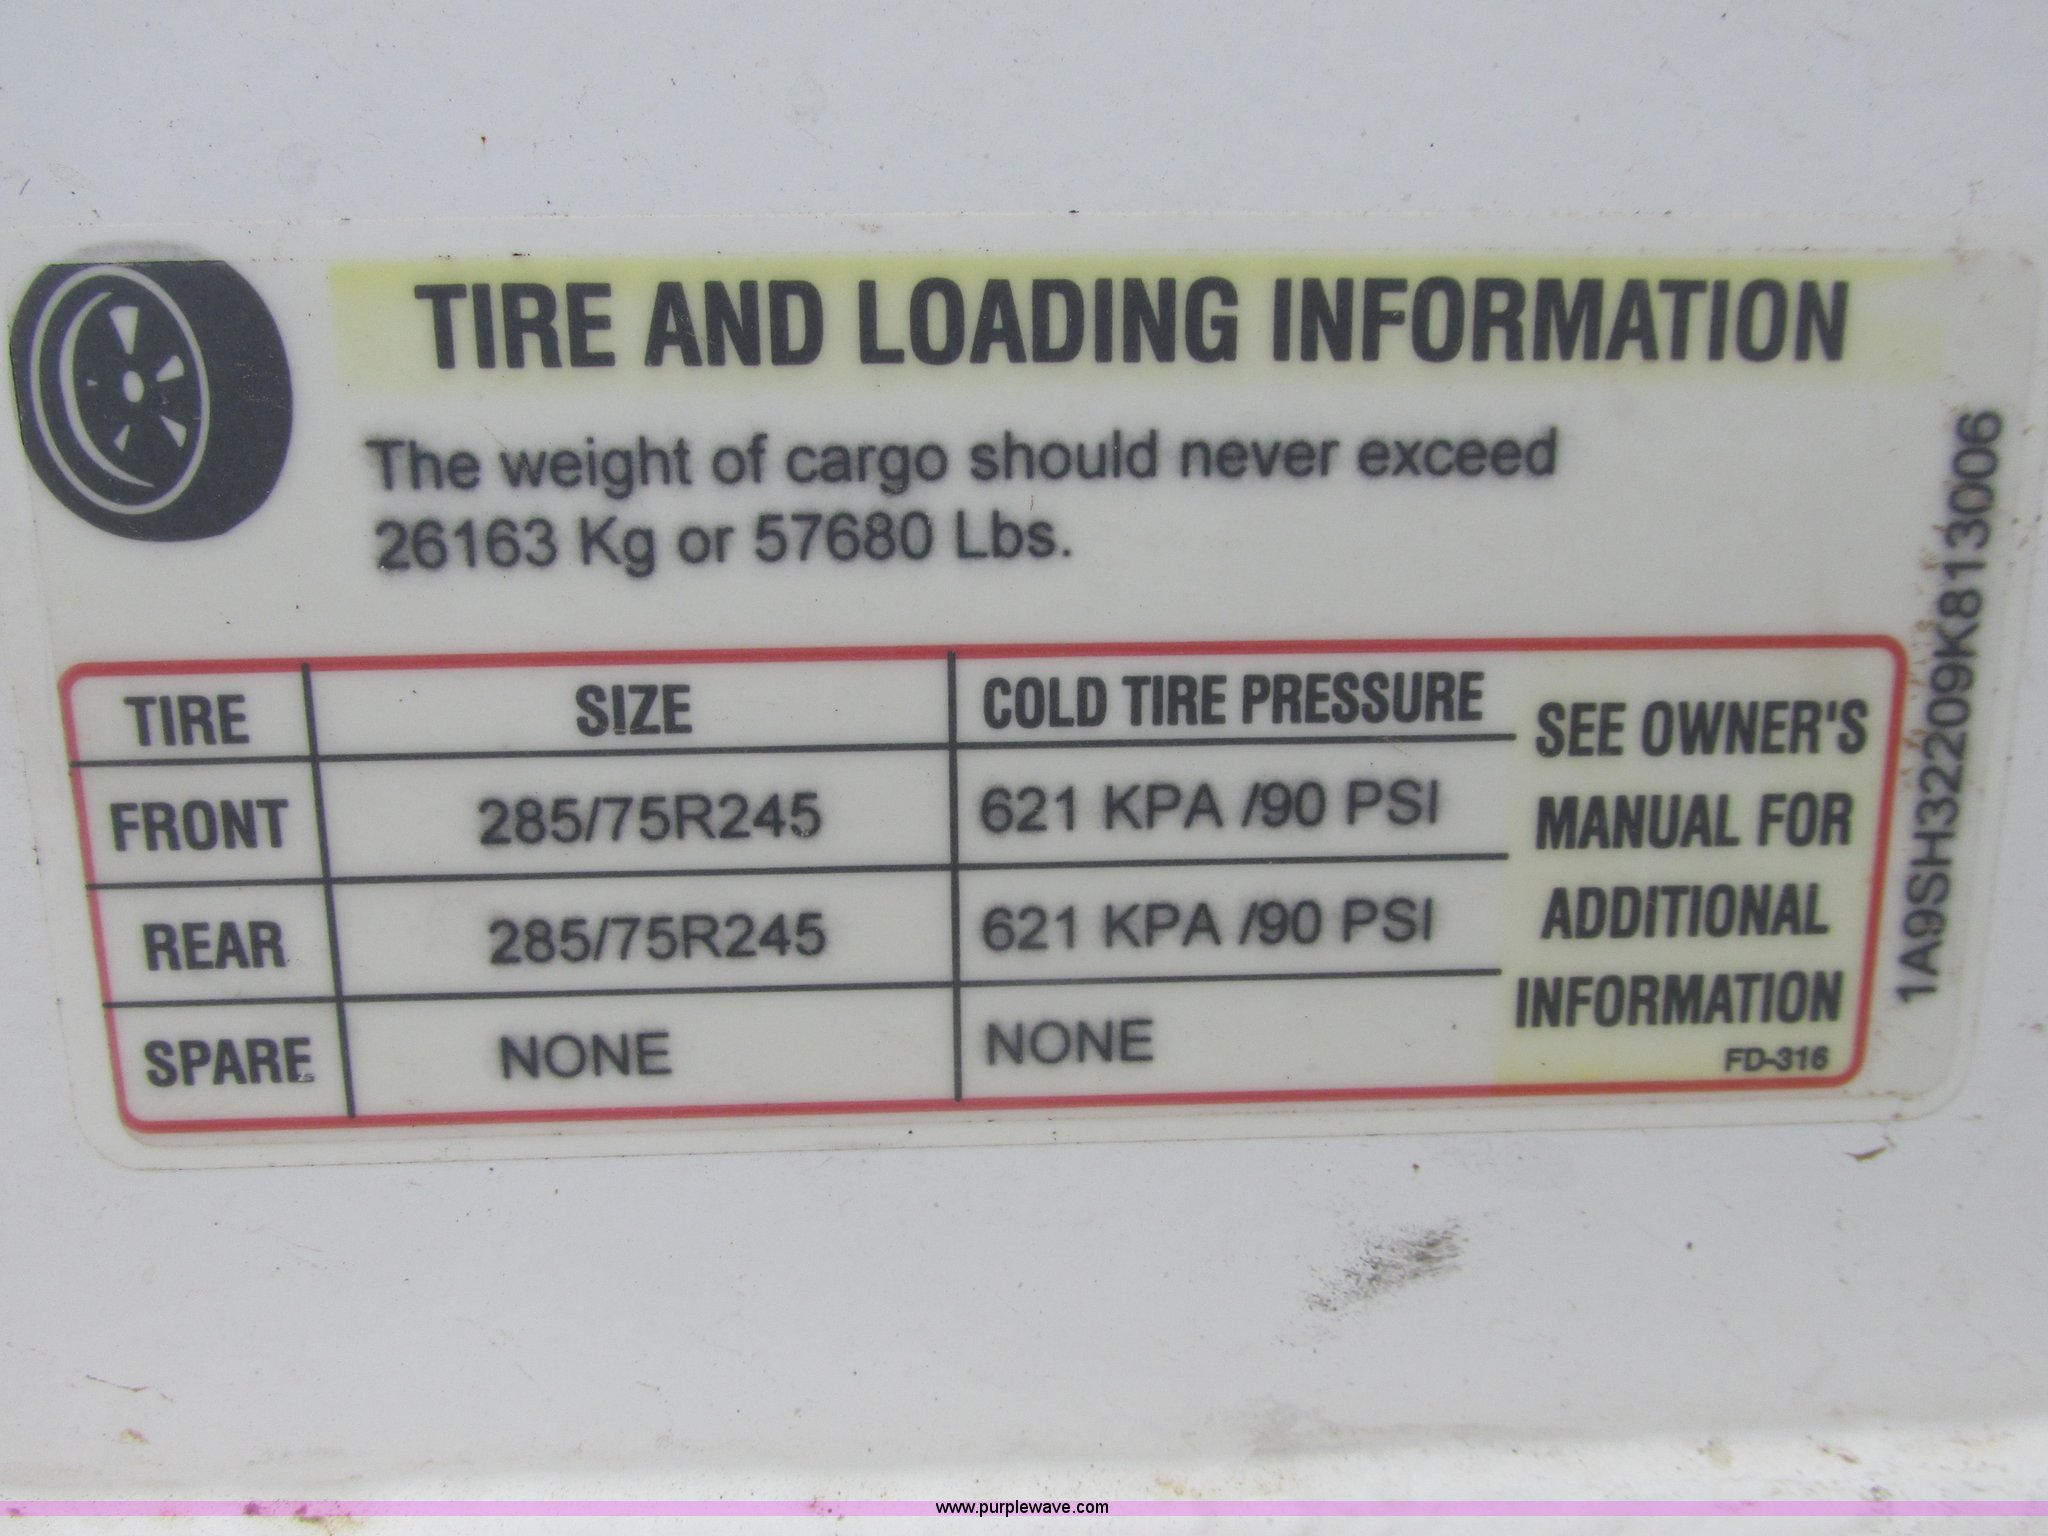 TIRE AND LOADING INFORMATION
The weight of cargo should never exceed
26163 Kg or 57680 Lbs.
TIRE SIZE COLD TIRE PRESSURE
FRONT 285/75R245 621 KPA /90 PSI
REAR 285/75R245 621 KPA /90 PSI
SPARE NONE NONE
SEE OWNER'S
MANUAL FOR
ADDITIONAL
INFORMATION
FD-316
1A9SH32209K813006
www.purplewave.com